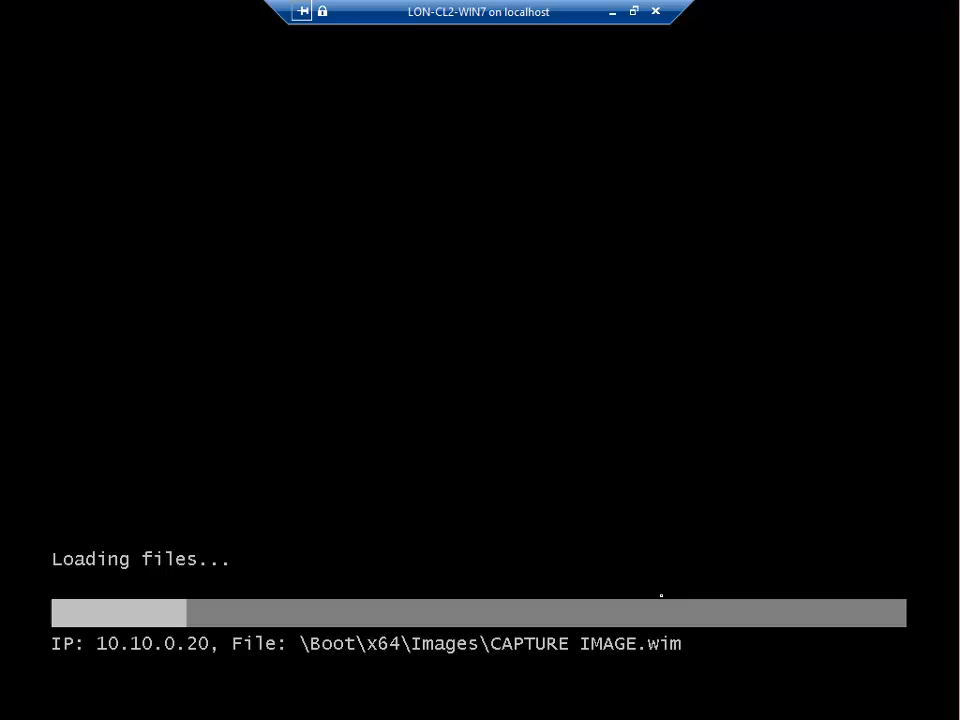 LON-CL2-WIN7 on localhost
Loading files...
IP: 10.10.0.20, File: \Boot\x64\Images\CAPTURE IMAGE.wim